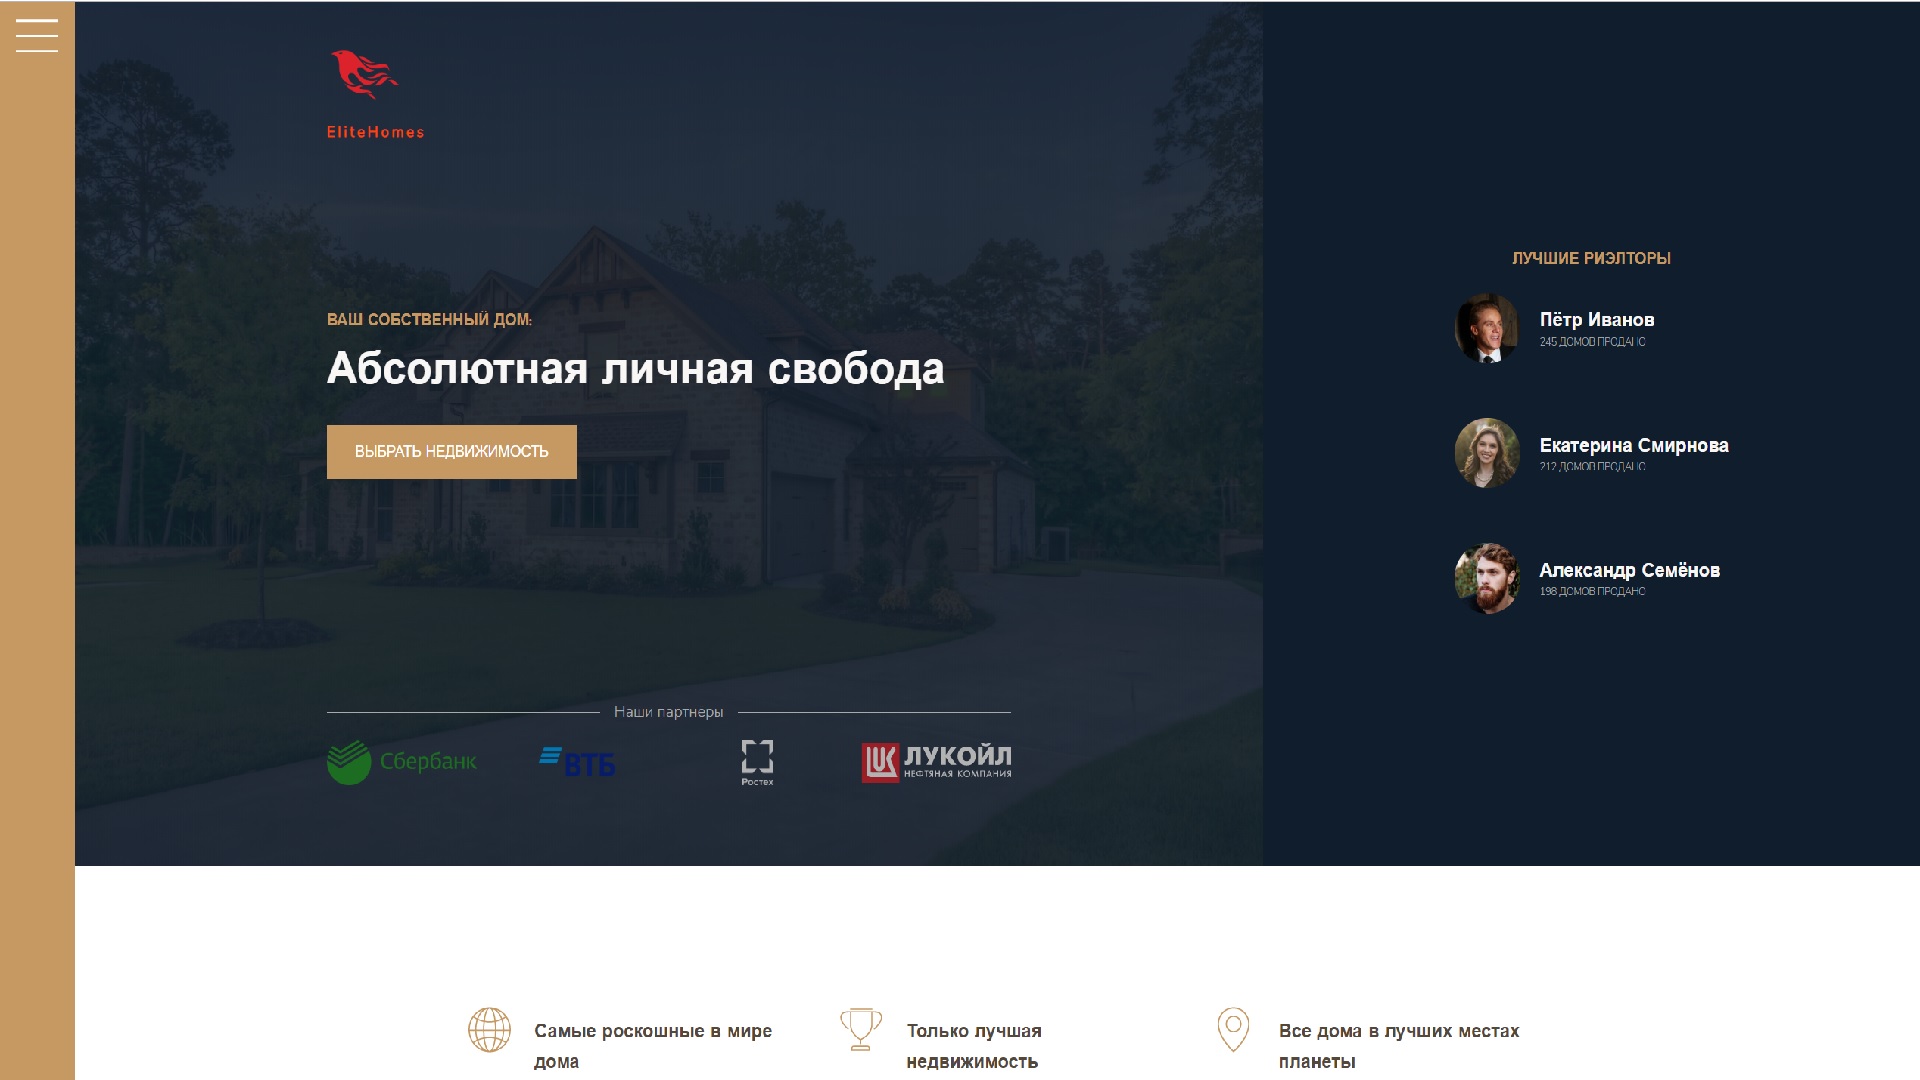 EliteHomes
ВАШ СОБСТВЕННЫЙ ДОМ:
Абсолютная личная свобода
ВЫБРАТЬ НЕДВИЖИМОСТЬ
Наши партнеры
Сбербанк
ВТБ
Ростех
ЛУКОЙЛ
НЕФТЯНАЯ КОМПАНИЯ
ЛУЧШИЕ РИЭЛТОРЫ
Пётр Иванов
245 ДОМОВ ПРОДАНО
Екатерина Смирнова
212 ДОМОВ ПРОДАНО
Александр Семёнов
198 ДОМОВ ПРОДАНО
Самые роскошные в мире
дома
Только лучшая
недвижимость
Все дома в лучших местах
планеты